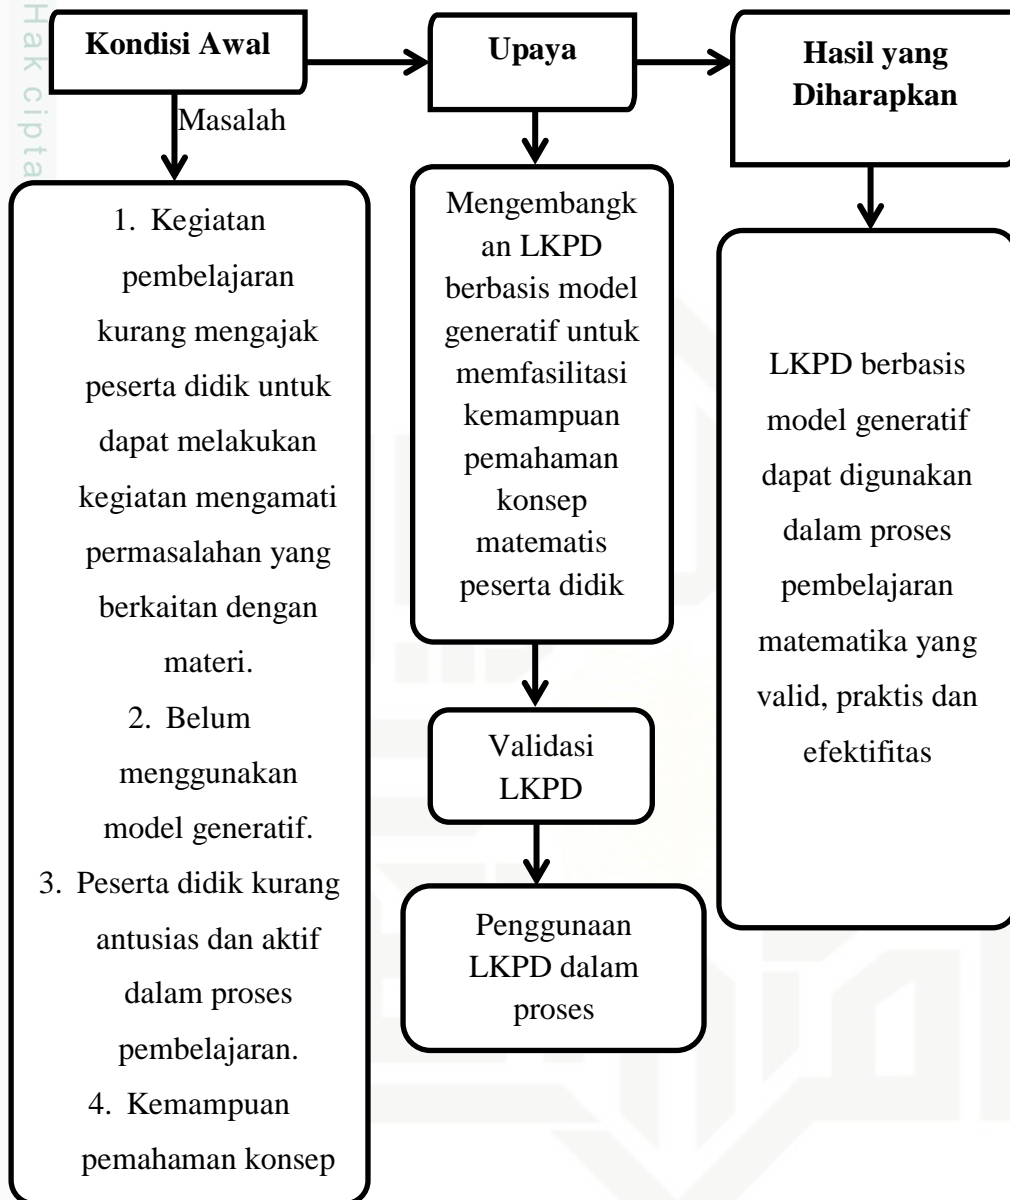 Hak cipta
Kondisi Awal
Masalah
1. Kegiatan
pembelajaran
kurang mengajak
peserta didik untuk
dapat melakukan
kegiatan mengamati
permasalahan yang
berkaitan dengan
materi.
2. Belum
menggunakan
model generatif.
3. Peserta didik kurang
antusias dan aktif
dalam proses
pembelajaran.
4. Kemampuan
pemahaman konsep
Upaya
Mengembangk
an LKPD
berbasis model
generatif untuk
memfasilitasi
kemampuan
pemahaman
konsep
matematis
peserta didik
Validasi
LKPD
Penggunaan
LKPD dalam
proses
Hasil yang
Diharapkan
LKPD berbasis
model generatif
dapat digunakan
dalam proses
pembelajaran
matematika yang
valid, praktis dan
efektifitas